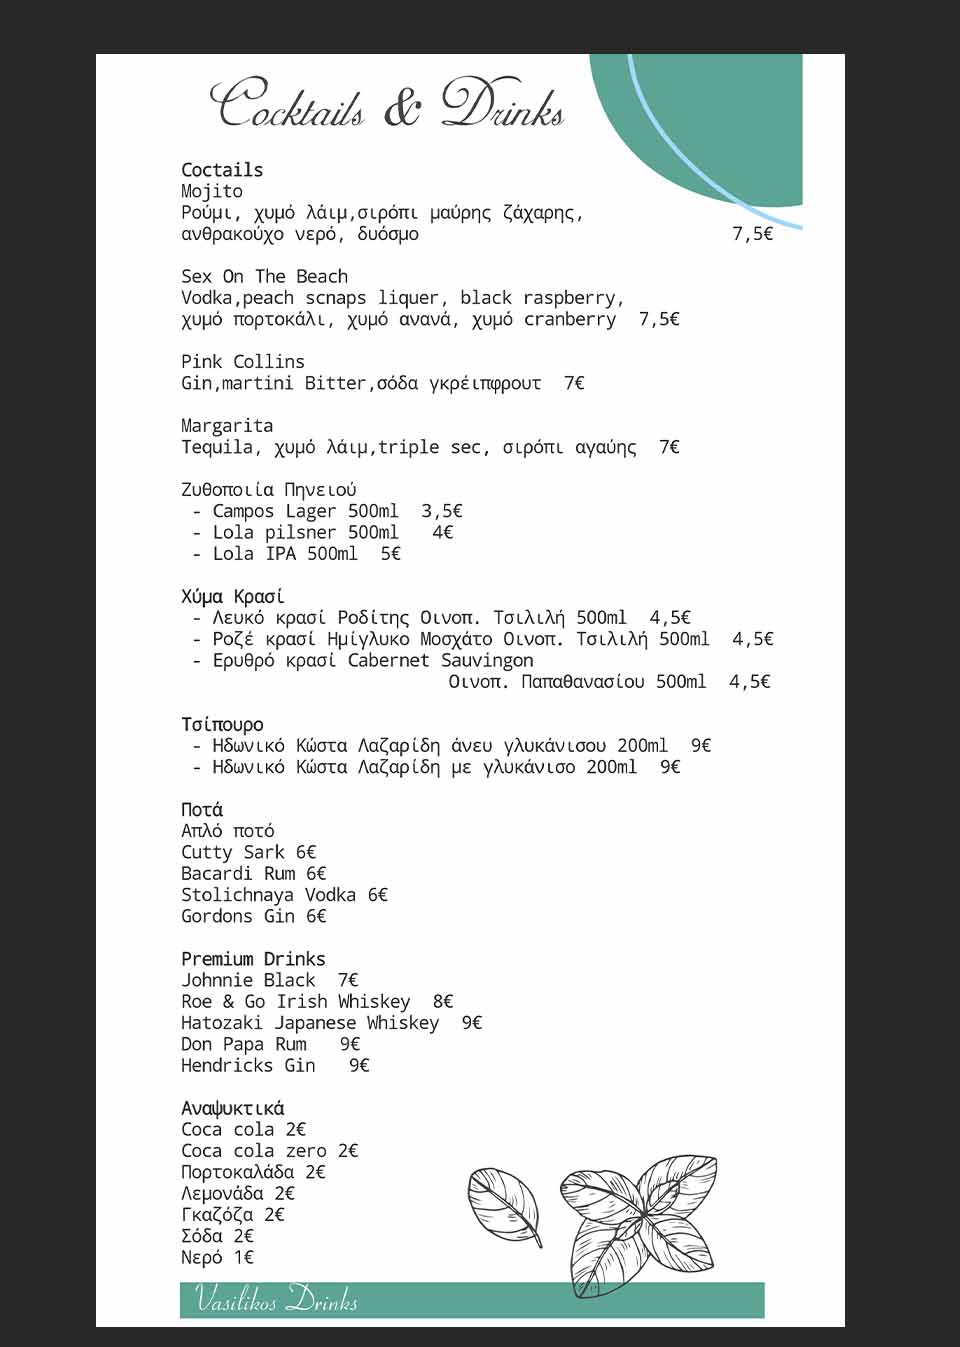 Cocktails & Drinks
Coctails
Mojito
Ρούμι, χυμό λάιμ,σιρόπι μαύρης ζάχαρης,
ανθρακούχο νερό, δυόσμο 7,5€
Sex On The Beach
Vodka,peach scnaps liquer, black raspberry,
χυμό πορτοκάλι, χυμό ανανά, χυμό cranberry 7,5€
Pink Collins
Gin,martini Bitter,σόδα γκρέιπφρουτ 7€
Margarita
Tequila, χυμό λάιμ,triple sec, σιρόπι αγαύης 7€
Ζυθοποιία Πηνειού
- Campos Lager 500ml 3,5€
- Lola pilsner 500ml 4€
- Lola IPA 500ml 5€
Χύμα Κρασί
- Λευκό κρασί Ροδίτης Οινοπ. Τσιλιλή 500ml 4,5€
- Ροζέ κρασί Ημίγλυκο Μοσχάτο Οινοπ. Τσιλιλή 500ml 4,5€
- Ερυθρό κρασί Cabernet Sauvingon
Οινοπ. Παπαθανασίου 500ml 4,5€
Τσίπουρο
- Ηδωνικό Κώστα Λαζαρίδη άνευ γλυκάνισου 200ml 9€
- Ηδωνικό Κώστα Λαζαρίδη με γλυκάνισο 200ml 9€
Ποτά
Απλό ποτό
Cutty Sark 6€
Bacardi Rum 6€
Stolichnaya Vodka 6€
Gordons Gin 6€
Premium Drinks
Johnnie Black 7€
Roe & Go Irish Whiskey 8€
Hatozaki Japanese Whiskey 9€
Don Papa Rum 9€
Hendricks Gin 9€
Αναψυκτικά
Coca cola 2€
Coca cola zero 2€
Πορτοκαλάδα 2€
Λεμονάδα 2€
Γκαζόζα 2€
Σόδα 2€
Νερό 1€
Vasilikos Drinks